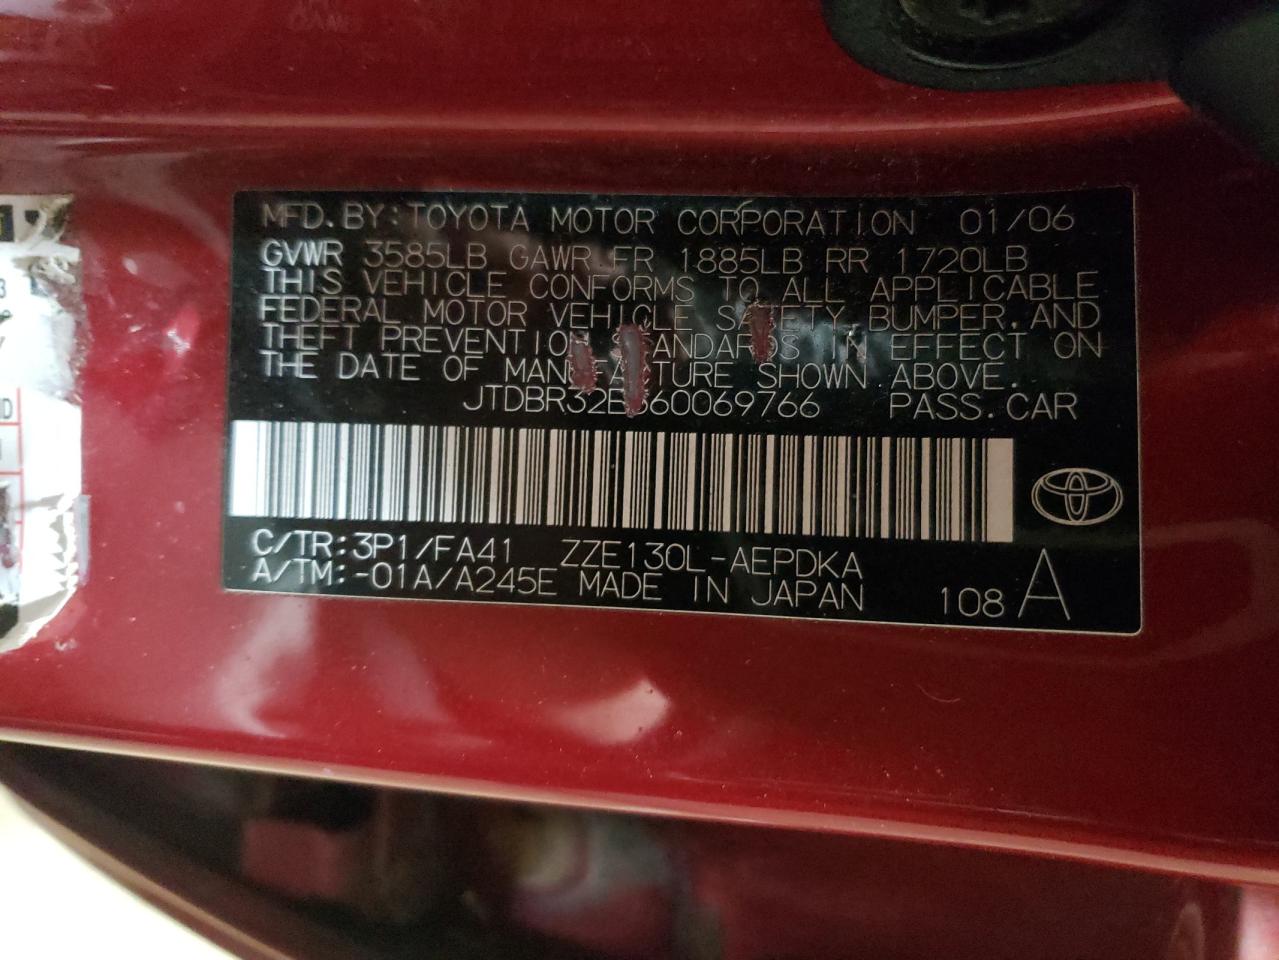 MFD.BY:TOYOTA MOTOR CORPORATION 01/06
GVWR 3585LB GAWR FR 1885LB RR 1720LB
THIS VEHICLE CONFORMS TO ALL APPLICABLE
FEDERAL MOTOR VEHICLE SAFETY, BUMPER, AND
THEFT PREVENTION STANDARDS IN EFFECT ON
THE DATE OF MANUFACTURE SHOWN ABOVE.
PASS.CAR
C/TR:3P1/FA41 ZZE130L-AEPDKA
A/TM:-01A/A245E MADE IN JAPAN 108 A